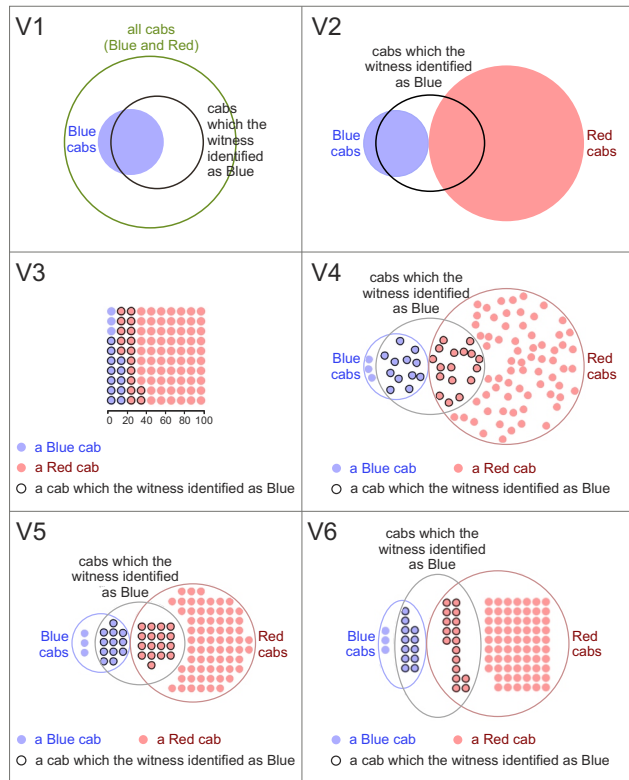 V1
all cabs
(Blue and Red)
Blue
cabs
cabs
which the
witness
identified
as Blue
V2
cabs which the
witness identified
as Blue
Blue
cabs
Red
cabs
V3
0 20 40 60 80 100
a Blue cab
a Red cab
a cab which the witness identified as Blue
V4
cabs which the
witness identified
as Blue
Blue
cabs
Red
cabs
a Blue cab a Red cab
a cab which the witness identified as Blue
V5
cabs which the
witness identified
as Blue
Blue
cabs
Red
cabs
a Blue cab a Red cab
a cab which the witness identified as Blue
V6
cabs which the
witness identified
as Blue
Blue
cabs
Red
cabs
a Blue cab a Red cab
a cab which the witness identified as Blue